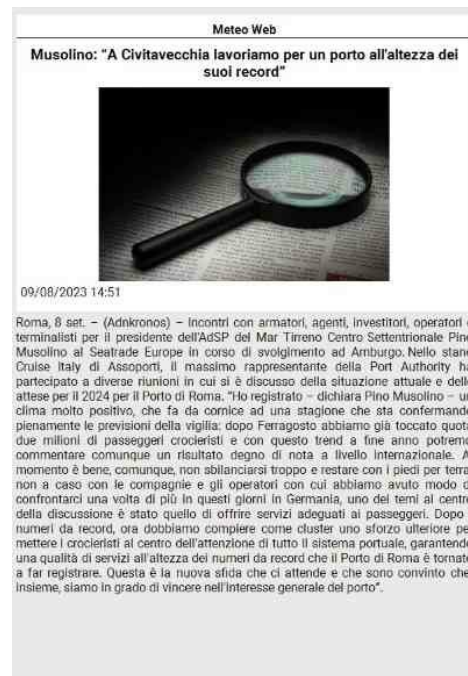 Meteo Web
Musolino: "A Civitavecchia lavoriamo per un porto all'altezza dei
suoi record"
09/08/2023 14:51
Roma, 8 set. – (Adnkronos) – Incontri con armatori, agenti, investitori, operatori e
terminalisti per il presidente dell'AdSP del Mar Tirreno Centro Settentrionale Pino
Musolino al Seatrade Europe in corso di svolgimento ad Amburgo. Nello stand
Cruise Italy di Assoporti, il massimo rappresentante della Port Authority ha
partecipato a diverse riunioni in cui si è discusso della situazione attuale e delle
attese per il 2024 per il Porto di Roma. "Ho registrato – dichiara Pino Musolino – un
clima molto positivo, che fa da cornice ad una stagione che sta confermando
pienamente le previsioni della vigilia: dopo Ferragosto abbiamo già toccato quota
due milioni di passeggeri crocieristi e con questo trend a fine anno potremo
commentare comunque un risultato degno di nota a livello internazionale. Al
momento è bene, comunque, non sbilanciarsi troppo e restare con i piedi per terra:
non a caso con le compagnie e gli operatori con cui abbiamo avuto modo di
confrontarci una volta di più in questi giorni in Germania, uno dei temi al centro
della discussione è stato quello di offrire servizi adeguati ai passeggeri. Dopo i
numeri da record, ora dobbiamo compiere come cluster uno sforzo ulteriore per
mettere i crocieristi al centro dell'attenzione di tutto il sistema portuale, garantendo
una qualità di servizi all'altezza dei numeri da record che il Porto di Roma è tornato
a far registrare. Questa è la nuova sfida che ci attende e che sono convinto che,
insieme, siamo in grado di vincere nell'interesse generale del porto".